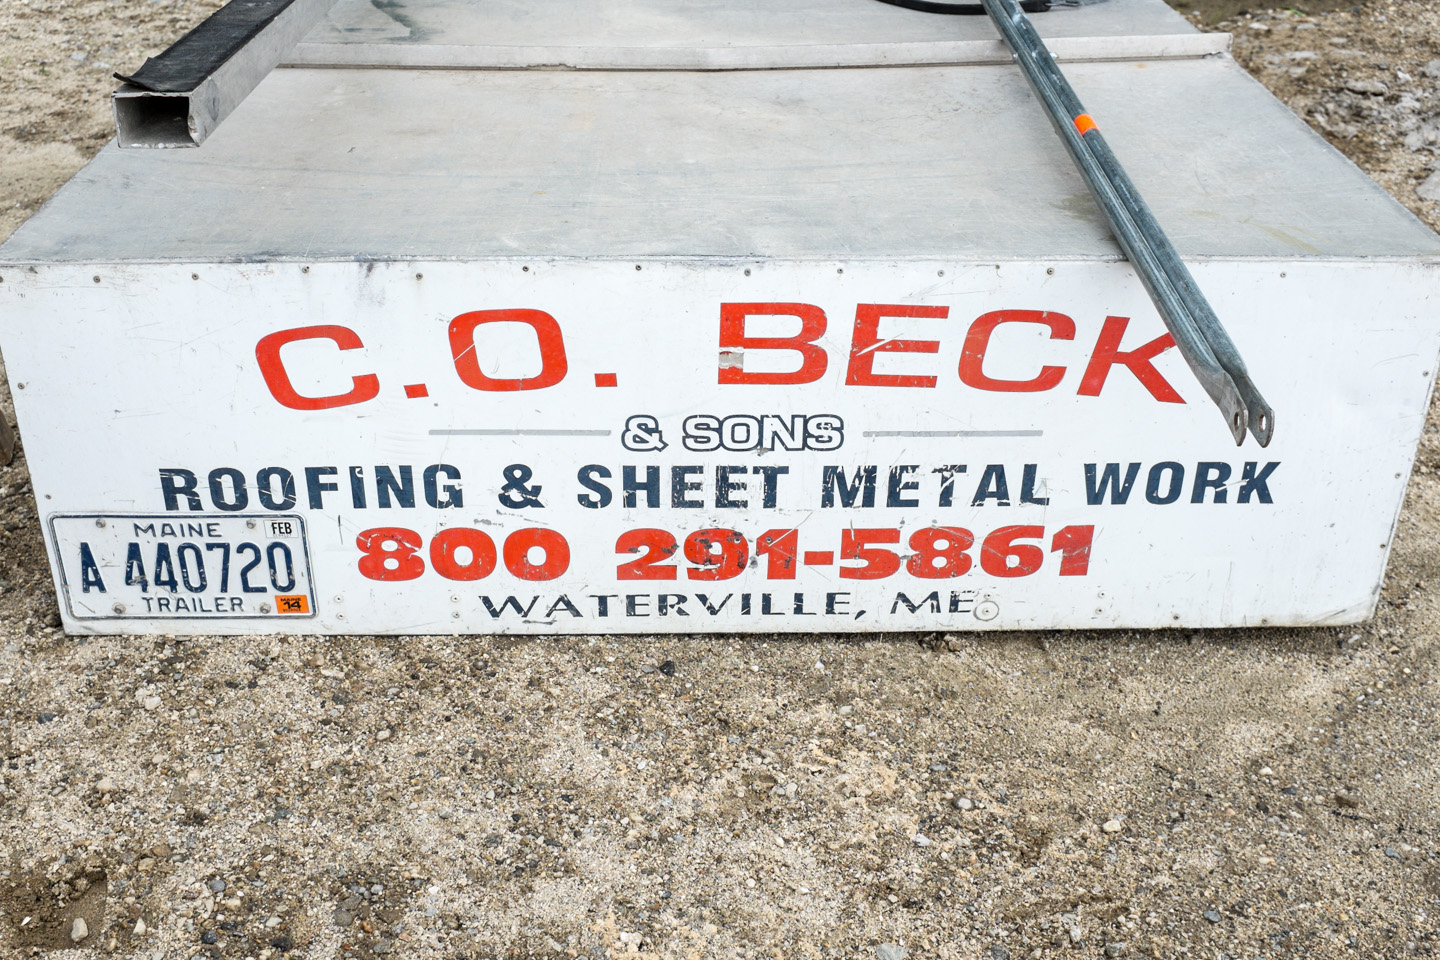 C.O. BECK
& SONS
ROOFING & SHEET METAL WORK
800 291-5861
WATERVILLE, ME
MAINE
FEB
A 440720
TRAILER
14